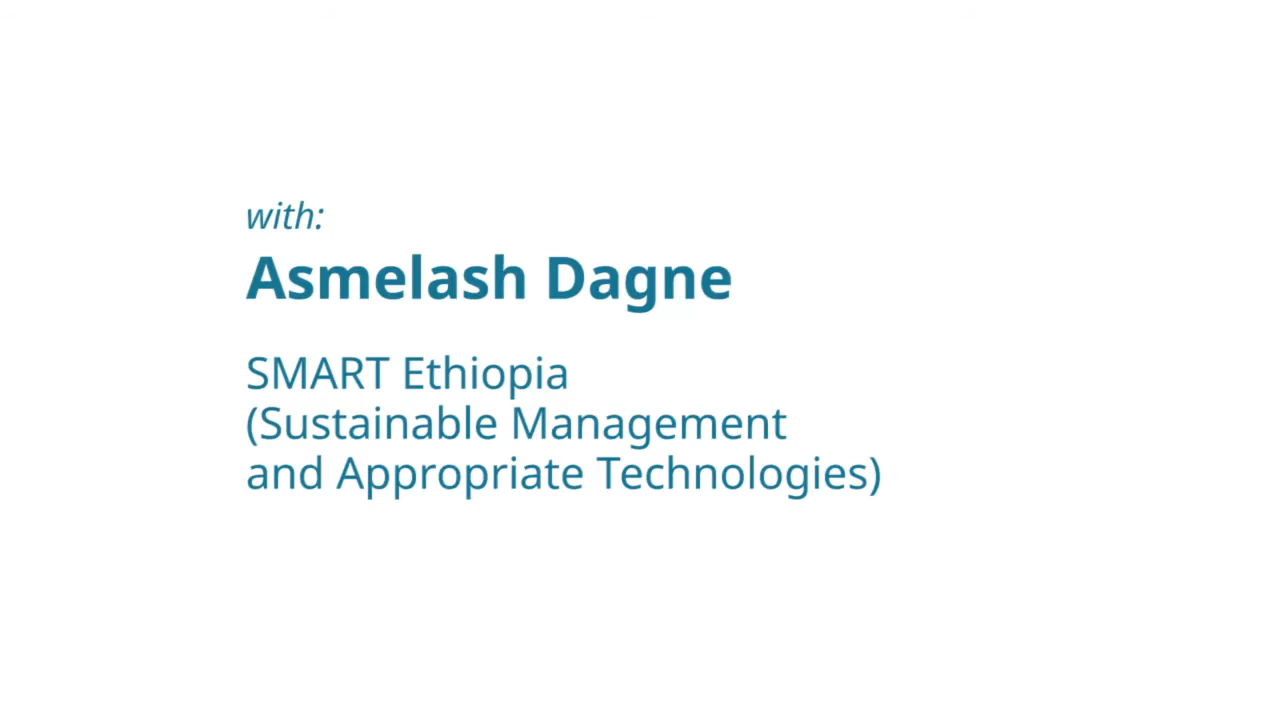 with:
Asmelash Dagne
SMART Ethiopia
(Sustainable Management
and Appropriate Technologies)